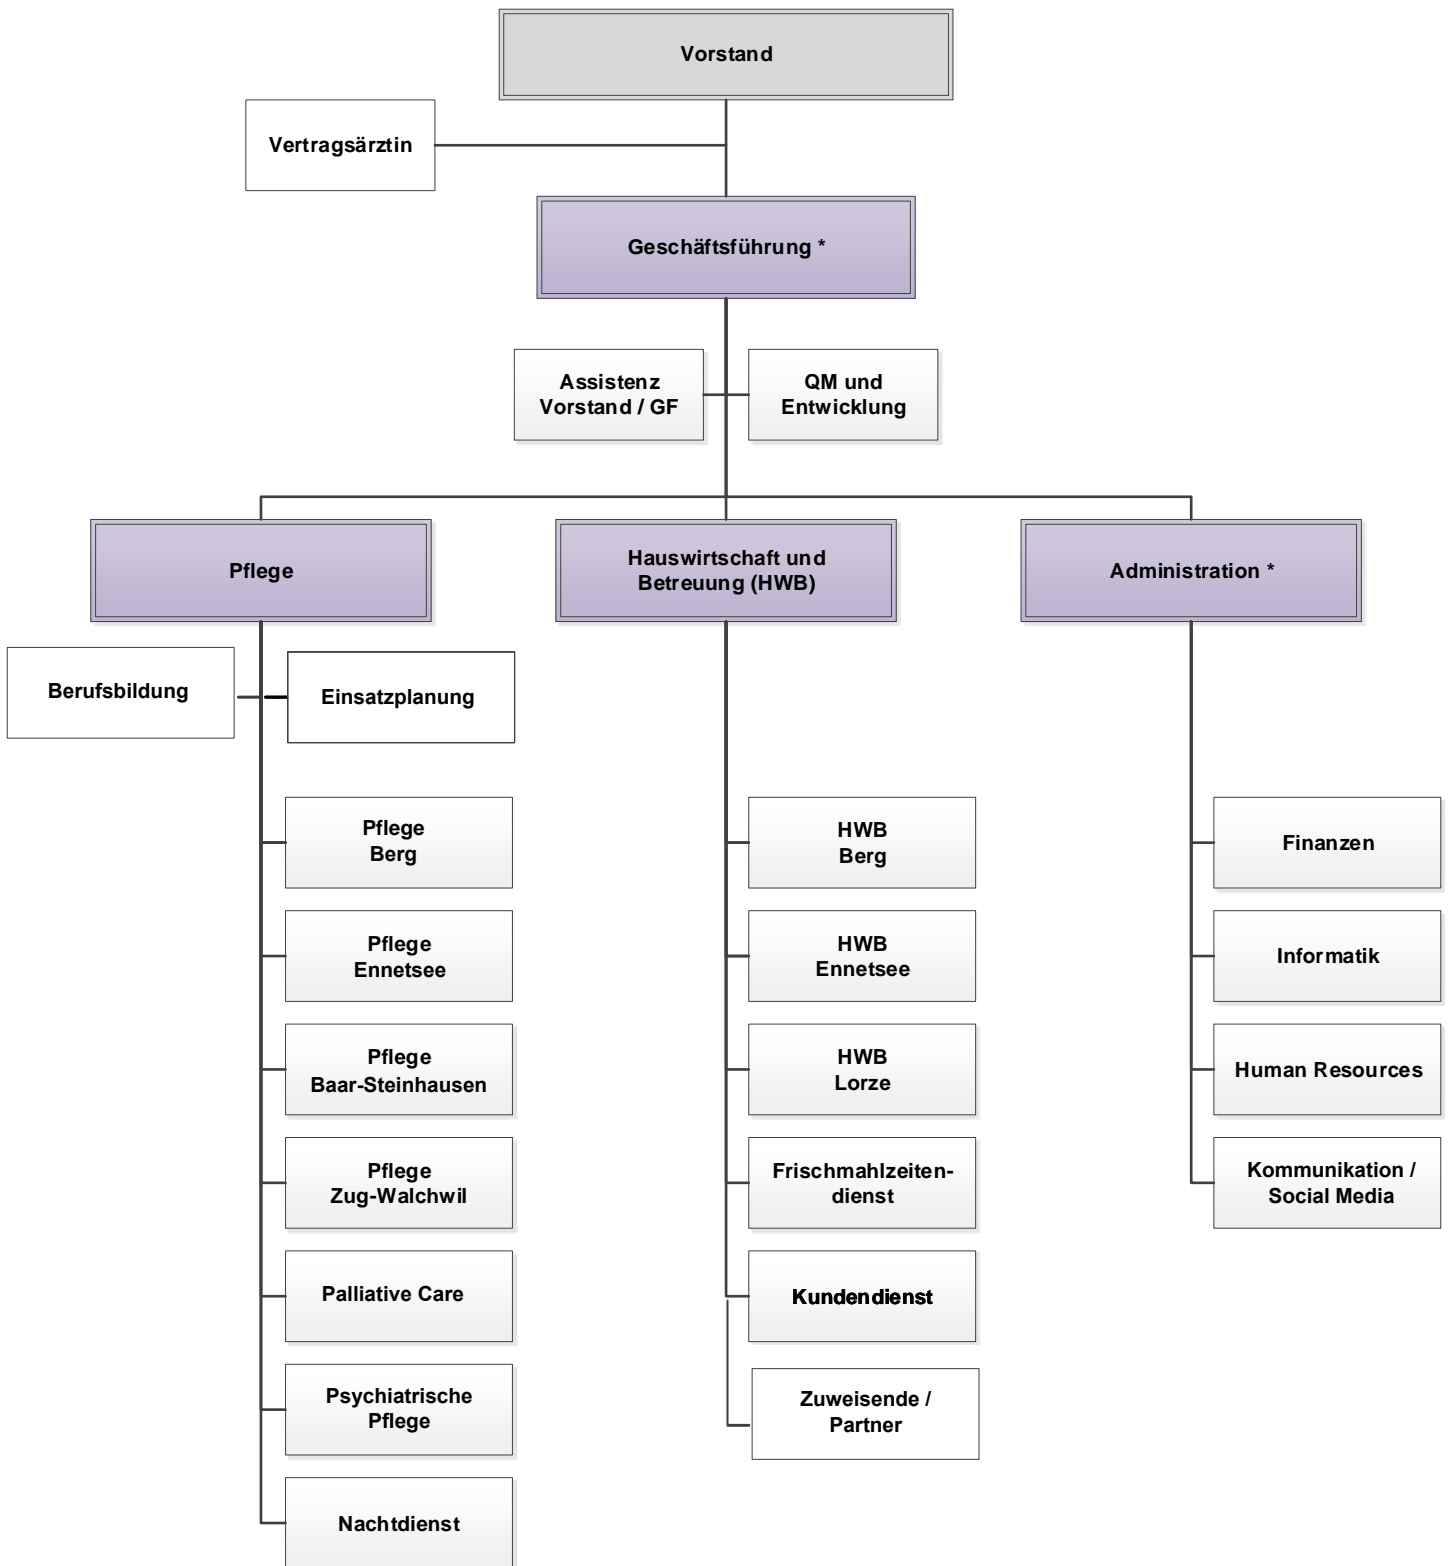 Vorstand
Vertragsärztin
Geschäftsführung *
Assistenz
Vorstand / GF
QM und
Entwicklung
Pflege
Hauswirtschaft und
Betreuung (HWB)
Administration *
Berufsbildung
Einsatzplanung
Pflege
Berg
Pflege
Ennetsee
Pflege
Baar-Steinhausen
Pflege
Zug-Walchwil
Palliative Care
Psychiatrische
Pflege
Nachtdienst
HWB
Berg
HWB
Ennetsee
HWB
Lorze
Frischmahlzeiten-
dienst
Kundendienst
Zuweisende /
Partner
Finanzen
Informatik
Human Resources
Kommunikation /
Social Media